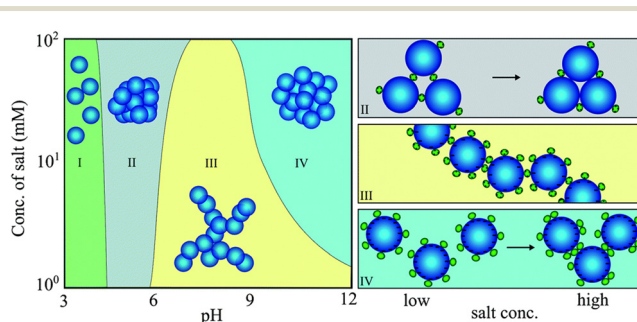 Conc. of salt (mM)
10²
10¹
10⁰
I
II
III
IV
3
6
9
12
pH
II
III
IV
low
high
salt conc.